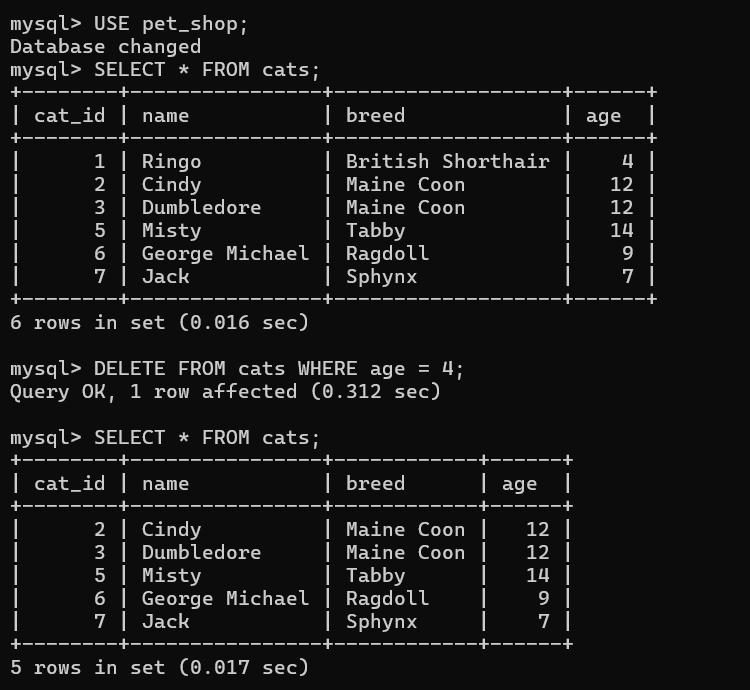 mysql> USE pet_shop;
Database changed
mysql> SELECT * FROM cats;
+--------+----------------+-------------------+------+
| cat_id | name           | breed             | age  |
+--------+----------------+-------------------+------+
|      1 | Ringo          | British Shorthair |    4 |
|      2 | Cindy          | Maine Coon        |   12 |
|      3 | Dumbledore     | Maine Coon        |   12 |
|      5 | Misty          | Tabby             |   14 |
|      6 | George Michael | Ragdoll           |    9 |
|      7 | Jack           | Sphynx            |    7 |
+--------+----------------+-------------------+------+
6 rows in set (0.016 sec)

mysql> DELETE FROM cats WHERE age = 4;
Query OK, 1 row affected (0.312 sec)

mysql> SELECT * FROM cats;
+--------+----------------+------------+------+
| cat_id | name           | breed      | age  |
+--------+----------------+------------+------+
|      2 | Cindy          | Maine Coon |   12 |
|      3 | Dumbledore     | Maine Coon |   12 |
|      5 | Misty          | Tabby      |   14 |
|      6 | George Michael | Ragdoll    |    9 |
|      7 | Jack           | Sphynx     |    7 |
+--------+----------------+------------+------+
5 rows in set (0.017 sec)